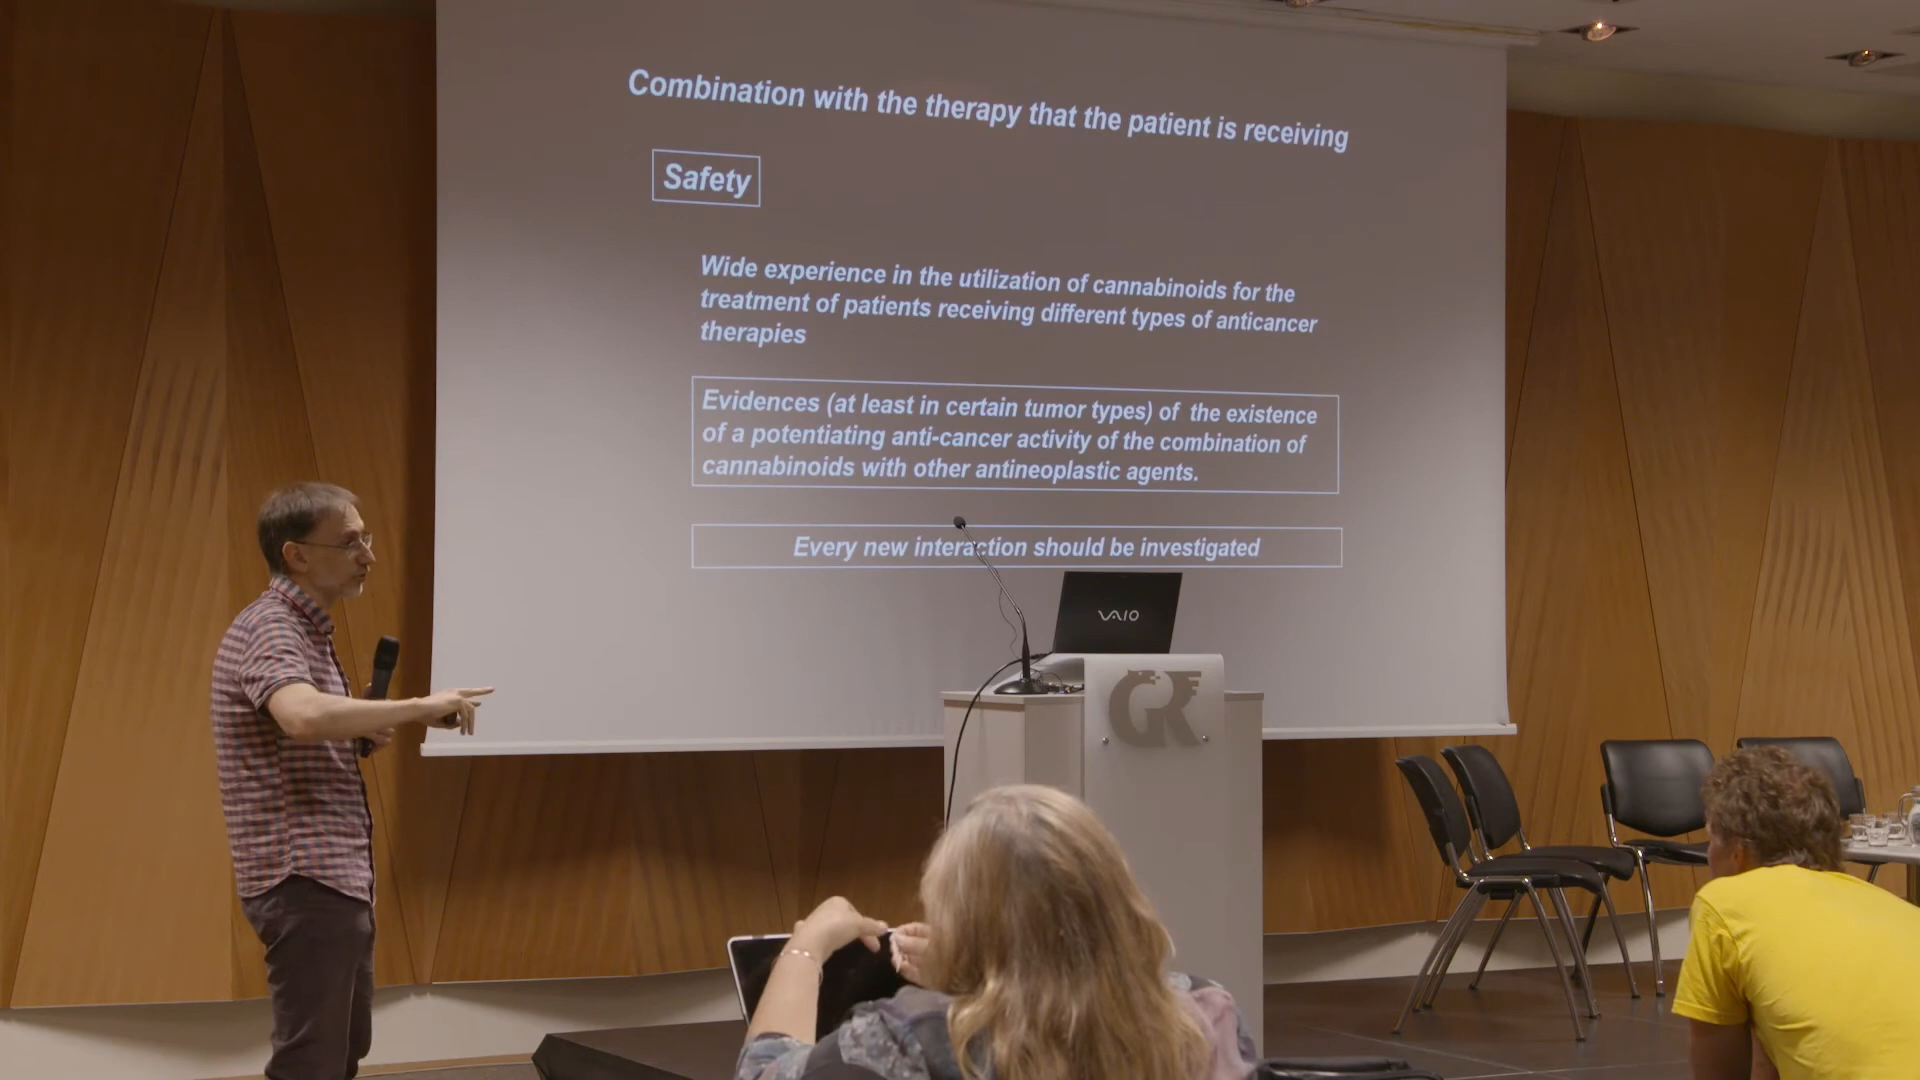 Combination with the therapy that the patient is receiving
Safety
Wide experience in the utilization of cannabinoids for the
treatment of patients receiving different types of anticancer
therapies
Evidences (at least in certain tumor types) of the existence
of a potentiating anti-cancer activity of the combination of
cannabinoids with other antineoplastic agents.
Every new interaction should be investigated
VAIO
GR